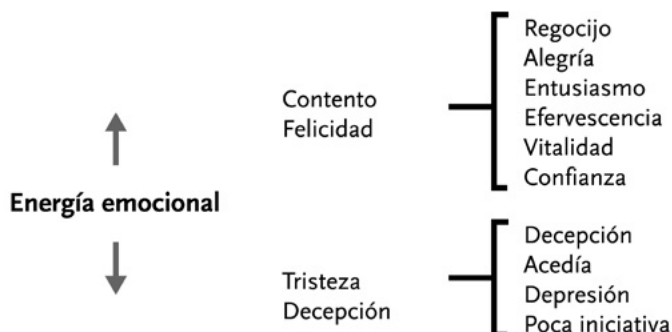 Regocijo
Alegría
Entusiasmo
Contento
Efervescencia
Felicidad
Vitalidad
Confianza
Energía emocional
Decepción
Acedía
Tristeza
Depresión
Decepción
Poca iniciativa